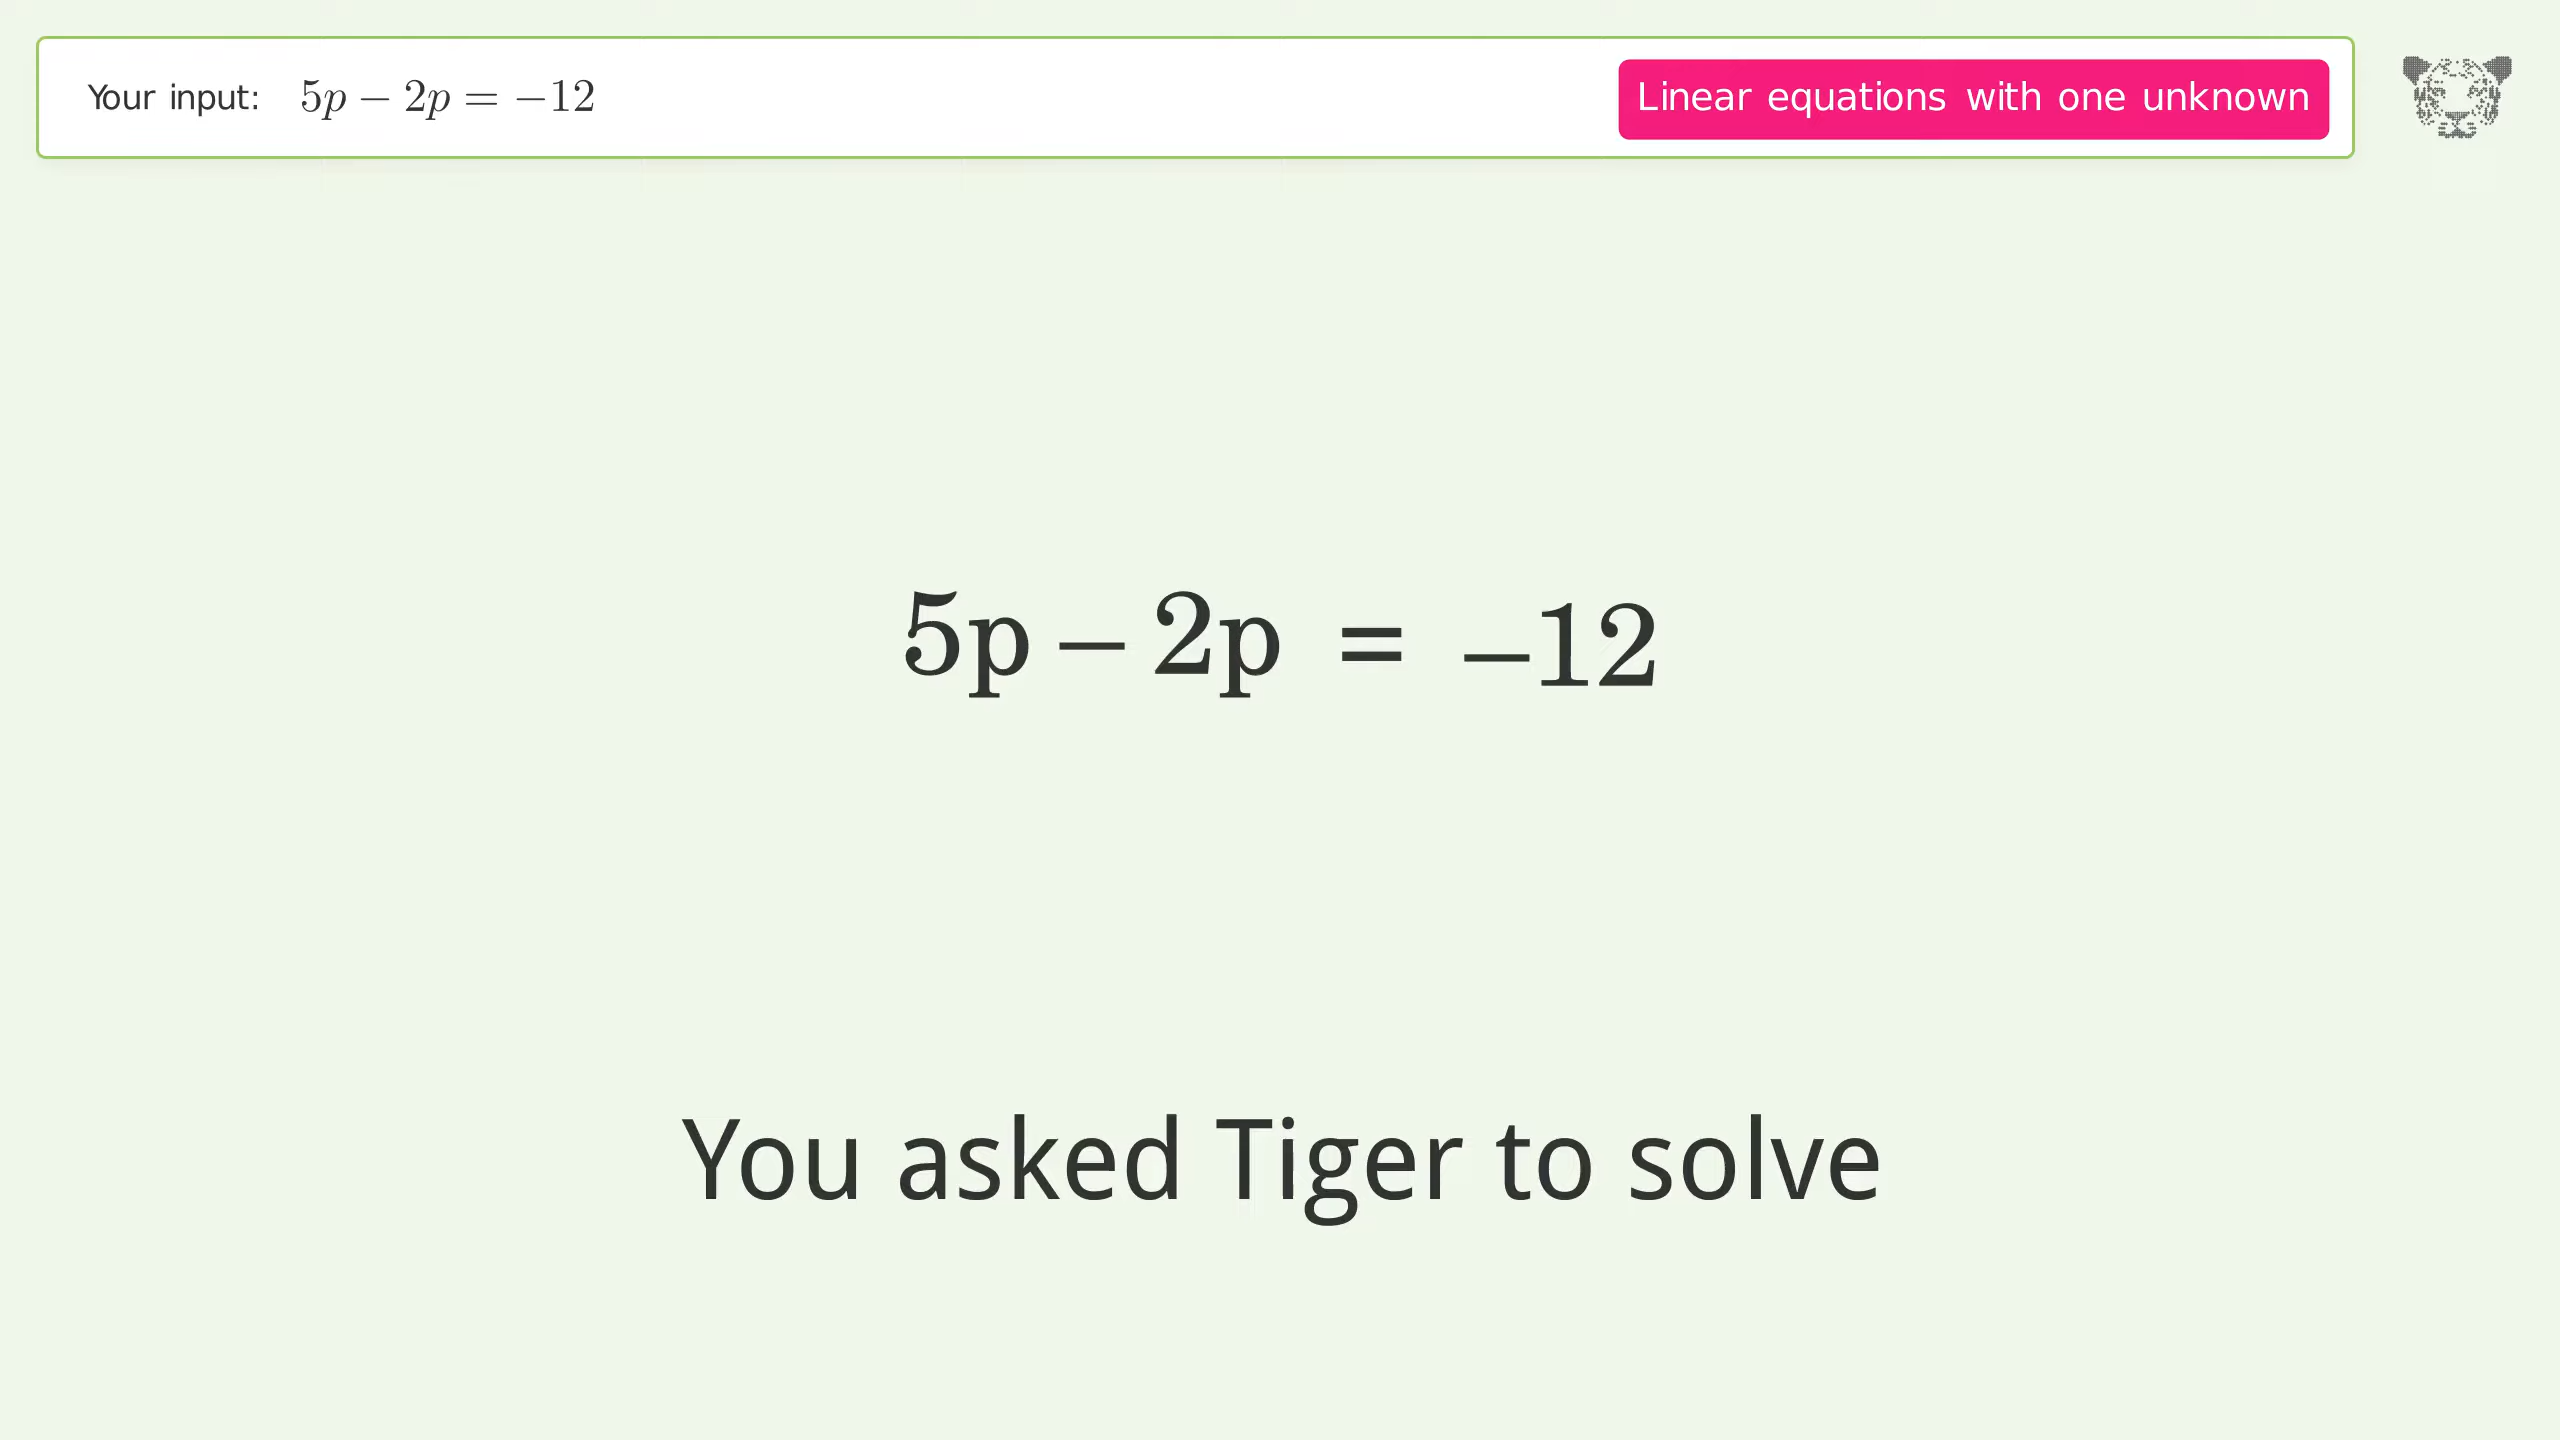 Your input: 5p − 2p = −12
Linear equations with one unknown
5p – 2p = –12
You asked Tiger to solve